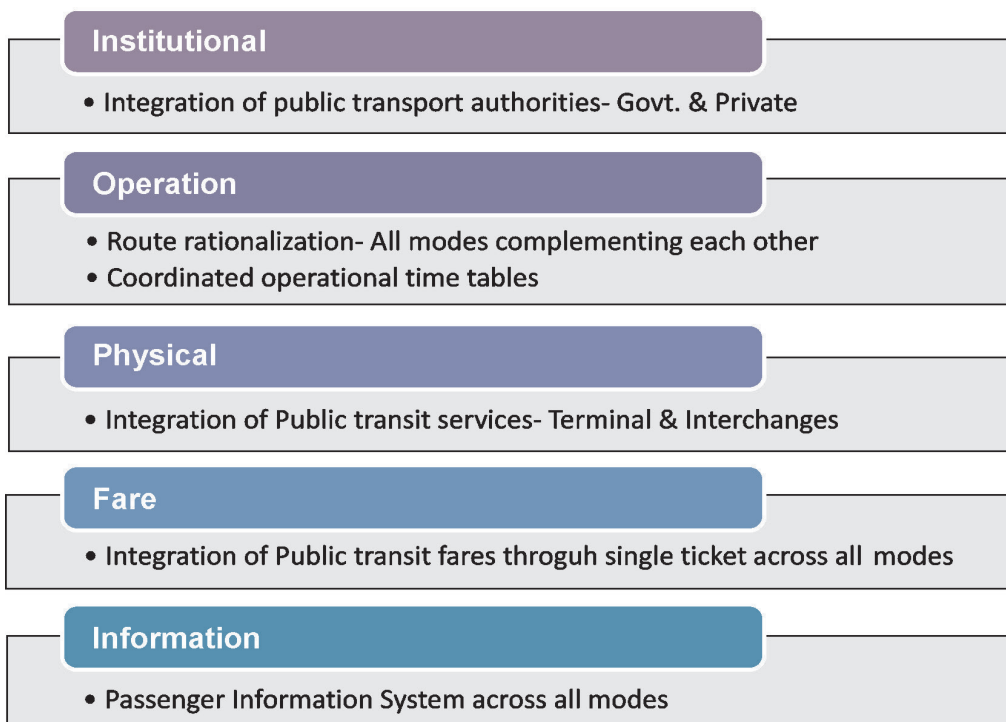 Institutional
• Integration of public transport authorities- Govt. & Private
Operation
• Route rationalization- All modes complementing each other
• Coordinated operational time tables
Physical
• Integration of Public transit services- Terminal & Interchanges
Fare
• Integration of Public transit fares throguh single ticket across all modes
Information
• Passenger Information System across all modes